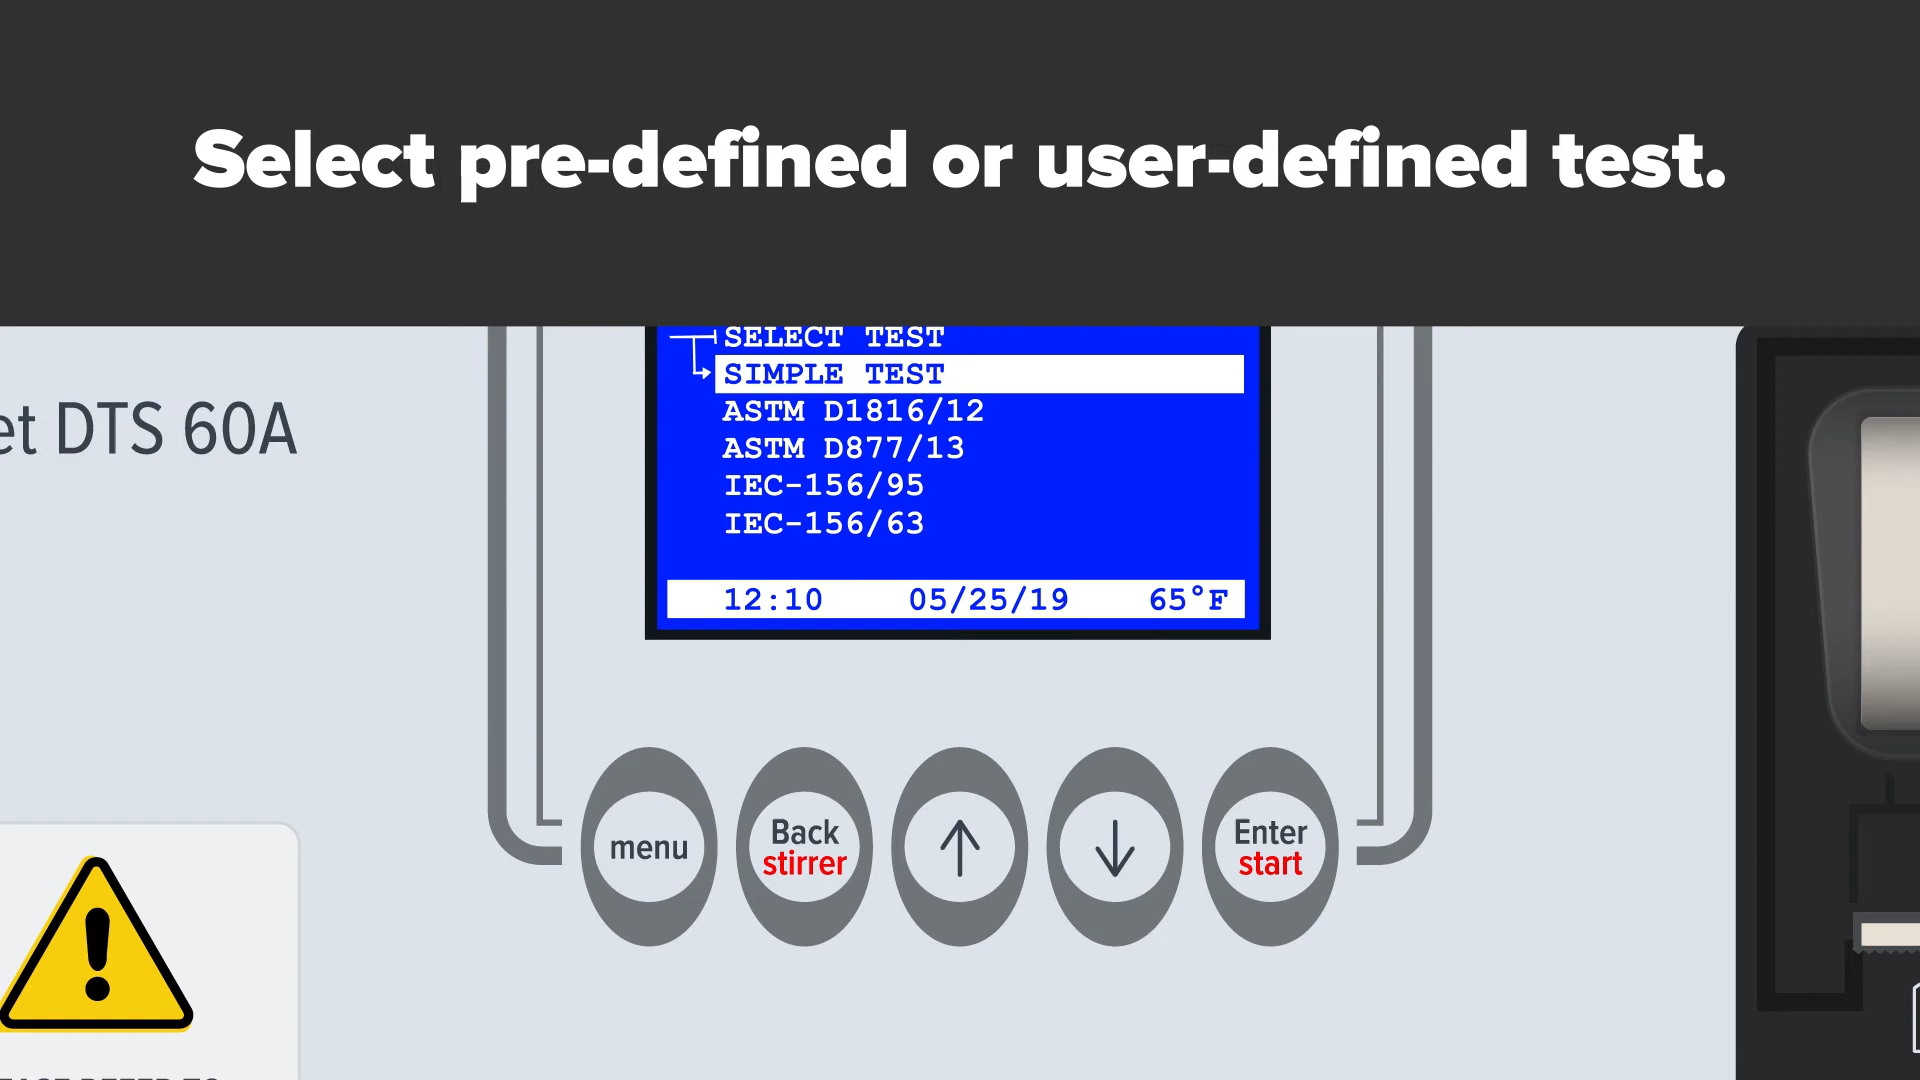 Select pre-defined or user-defined test.
SELECT TEST
SIMPLE TEST
ASTM D1816/12
ASTM D877/13
IEC-156/95
IEC-156/63
12:10 05/25/19 65°F
et DTS 60A
menu
Back
stirrer
Enter
start